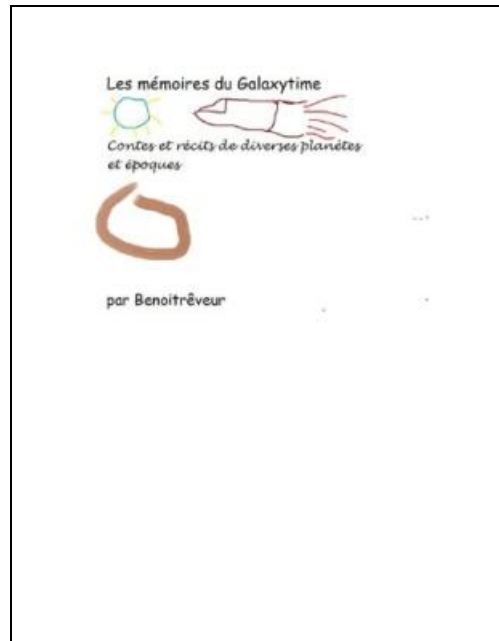 Les mémoires du Galaxytime
Contes et récits de diverses planètes
et époques
par Benoitrêveur